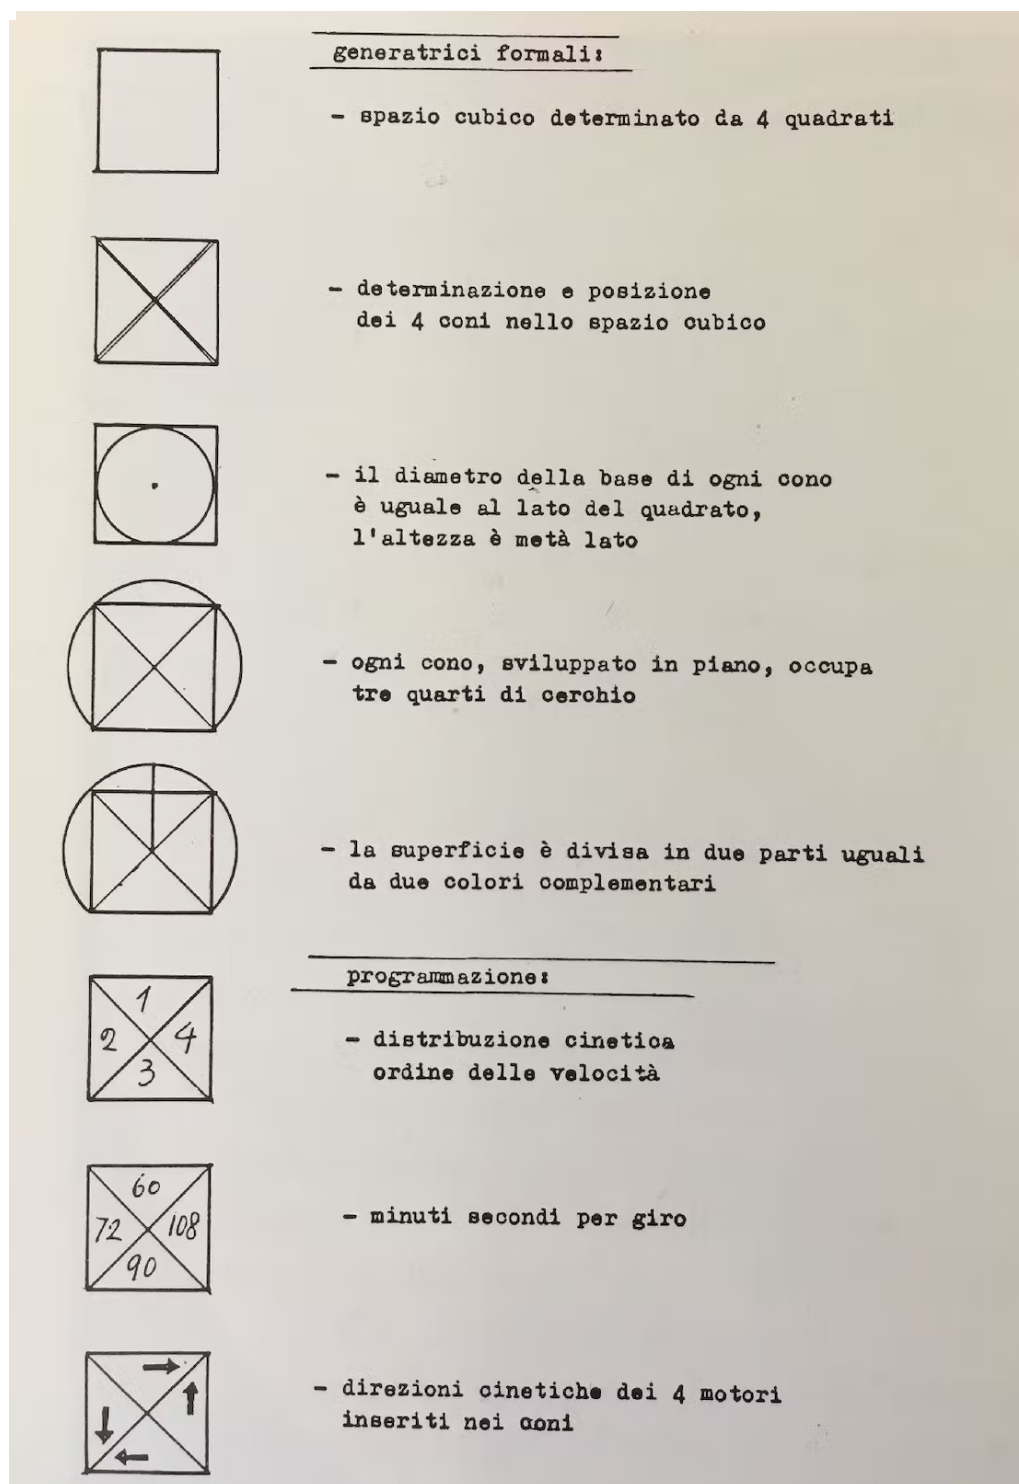 generatrici formali:
- spazio cubico determinato da 4 quadrati
- determinazione e posizione
dei 4 coni nello spazio cubico
- il diametro della base di ogni cono
è uguale al lato del quadrato,
l'altezza è metà lato
- ogni cono, sviluppato in piano, occupa
tre quarti di cerchio
- la superficie è divisa in due parti uguali
da due colori complementari
programmazione:
1
2 4
3
- distribuzione cinetica
ordine delle velocità
60
72 108
90
- minuti secondi per giro
- direzioni cinetiche dei 4 motori
inseriti nei coni